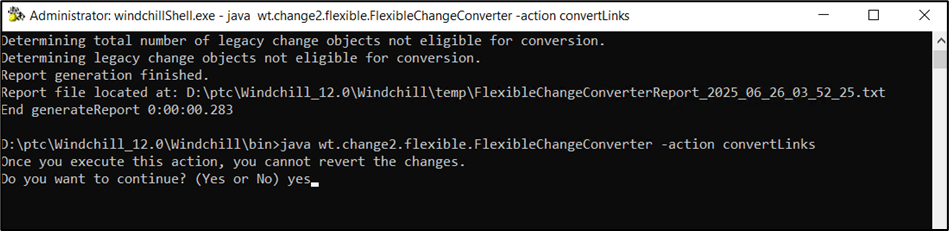 Administrator: windchillShell.exe - java  wt.change2.flexible.FlexibleChangeConverter -action convertLinks
Determining total number of legacy change objects not eligible for conversion.
Determining legacy change objects not eligible for conversion.
Report generation finished.
Report file located at: D:\ptc\Windchill_12.0\Windchill\temp\FlexibleChangeConverterReport_2025_06_26_03_52_25.txt
End generateReport 0:00:00.283
D:\ptc\Windchill_12.0\Windchill\bin>java wt.change2.flexible.FlexibleChangeConverter -action convertLinks
Once you execute this action, you cannot revert the changes.
Do you want to continue? (Yes or No) yes